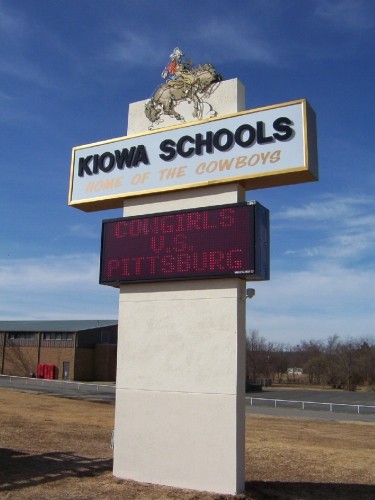 KIOWA SCHOOLS
HOME OF THE COWBOYS
COWGIRLS
V.S.
PITTSBURG